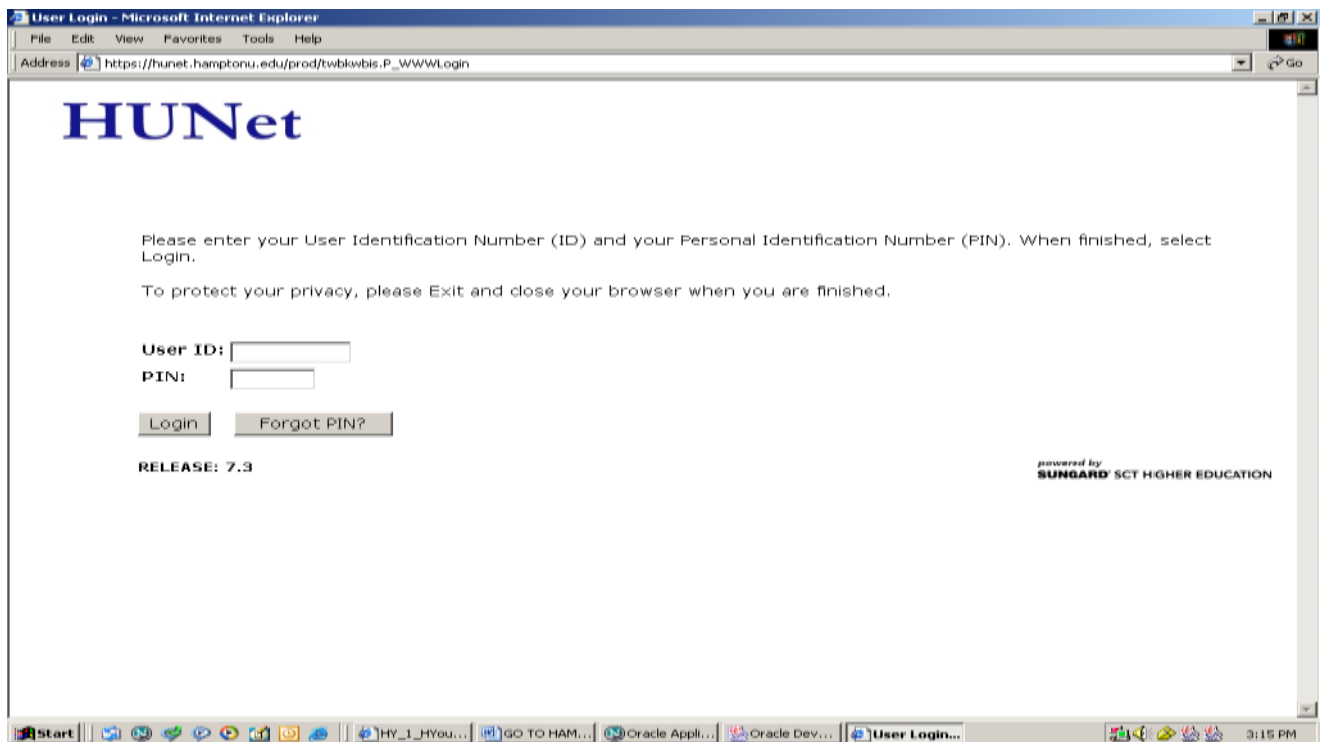 User Login - Microsoft Internet Explorer
File Edit View Favorites Tools Help
Address https://hunet.hamptonu.edu/prod/twbkwbis.P_WWWLogin Go
HUNet
Please enter your User Identification Number (ID) and your Personal Identification Number (PIN). When finished, select
Login.
To protect your privacy, please Exit and close your browser when you are finished.
User ID:
PIN:
Login Forgot PIN?
RELEASE: 7.3
powered by
SUNGARD® SCT HIGHER EDUCATION
Start HY_1_HYou... GO TO HAM... Oracle Appli... Oracle Dev... User Login... 3:15 PM